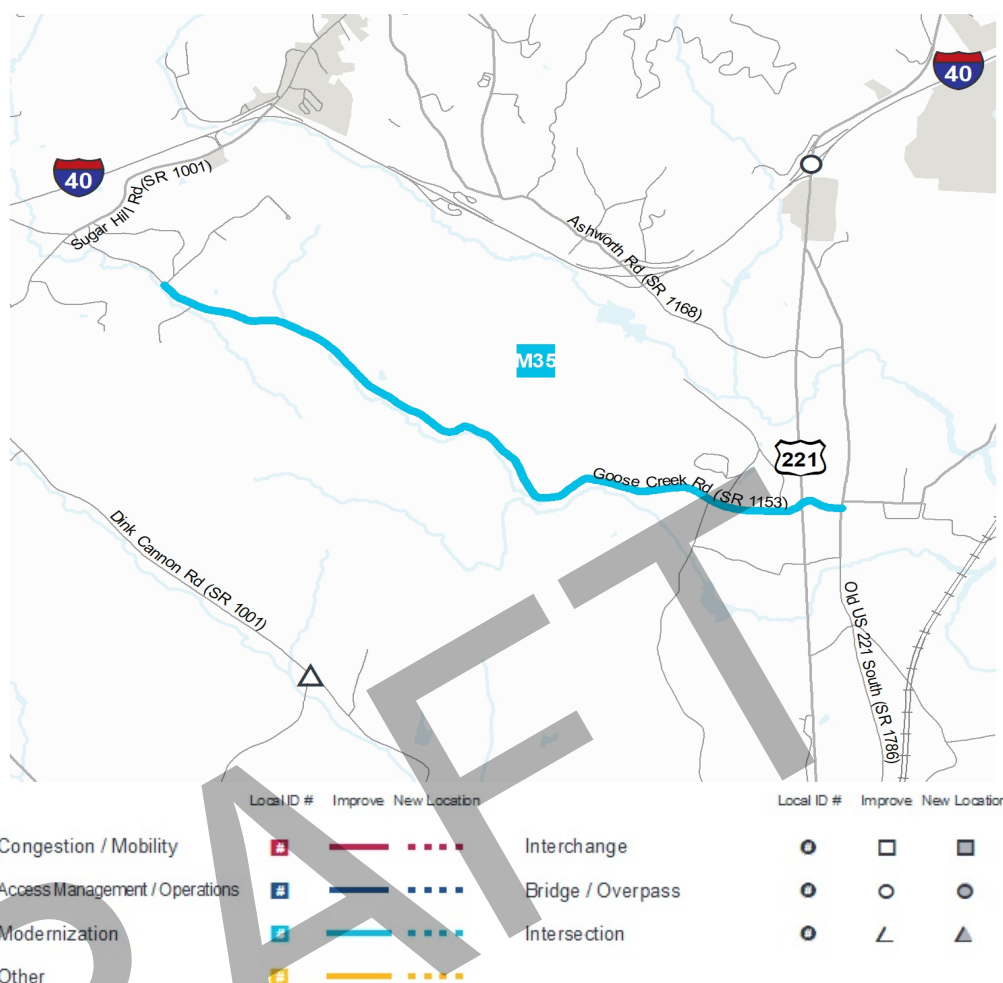 40
40
Sugar Hill Rd (SR 1001)
Ashworth Rd (SR 1168)
M35
221
Goose Creek Rd (SR 1153)
Dink Cannon Rd (SR 1001)
Old US 221 South (SR 1786)
DRAFT
Local ID # Improve New Location Local ID # Improve New Location
Congestion / Mobility # Interchange #
Access Management / Operations # Bridge / Overpass #
Modernization # Intersection #
Other #